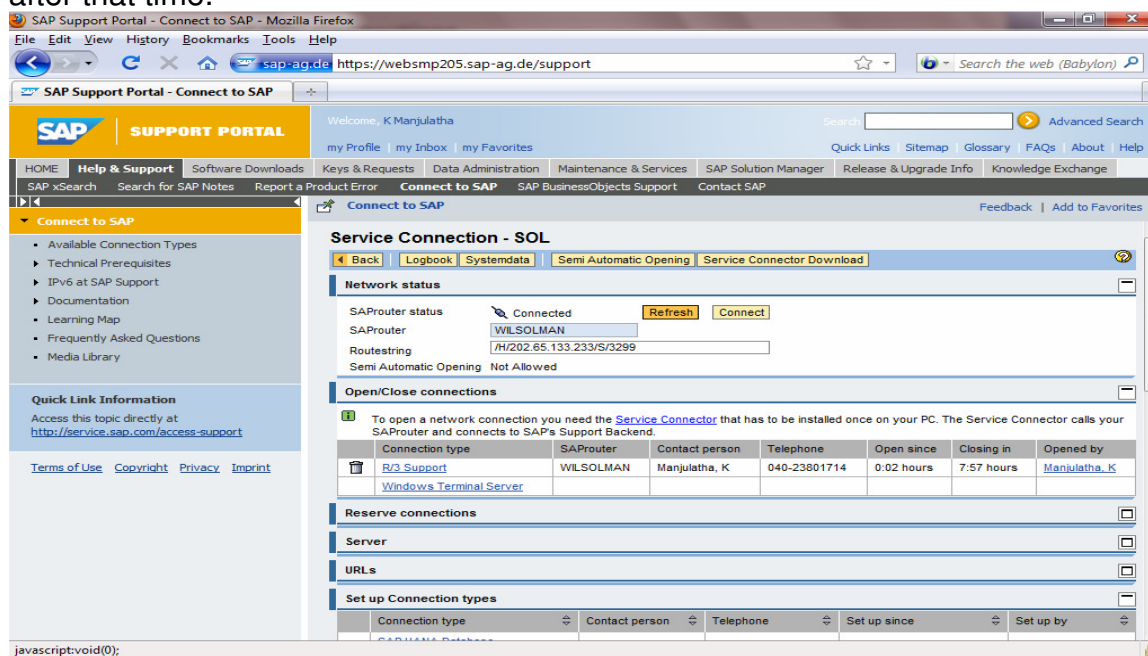 after that time.
SAP Support Portal - Connect to SAP - Mozilla Firefox
File Edit View History Bookmarks Tools Help
sap-ag.de https://websmp205.sap-ag.de/support Search the web (Babylon)
SAP Support Portal - Connect to SAP
SAP SUPPORT PORTAL
Welcome, K Manjulatha Search Advanced Search
my Profile my Inbox my Favorites Quick Links Sitemap Glossary FAQs About Help
HOME Help & Support Software Downloads Keys & Requests Data Administration Maintenance & Services SAP Solution Manager Release & Upgrade Info Knowledge Exchange
SAP xSearch Search for SAP Notes Report a Product Error Connect to SAP SAP BusinessObjects Support Contact SAP
Connect to SAP
Available Connection Types
Technical Prerequisites
IPv6 at SAP Support
Documentation
Learning Map
Frequently Asked Questions
Media Library
Quick Link Information
Access this topic directly at
http://service.sap.com/access-support
Terms of Use Copyright Privacy Imprint
Connect to SAP Feedback | Add to Favorites
Service Connection - SOL
Back Logbook Systemdata Semi Automatic Opening Service Connector Download
Network status
SAProuter status Connected Refresh Connect
SAProuter WILSOLMAN
Routestring /H/202.65.133.233/S/3299
Semi Automatic Opening Not Allowed
Open/Close connections
To open a network connection you need the Service Connector that has to be installed once on your PC. The Service Connector calls your
SAProuter and connects to SAP's Support Backend.
Connection type SAProuter Contact person Telephone Open since Closing in Opened by
R/3 Support WILSOLMAN Manjulatha, K 040-23801714 0:02 hours 7:57 hours Manjulatha, K
Windows Terminal Server
Reserve connections
Server
URLs
Set up Connection types
Connection type Contact person Telephone Set up since Set up by
javascript:void(0);